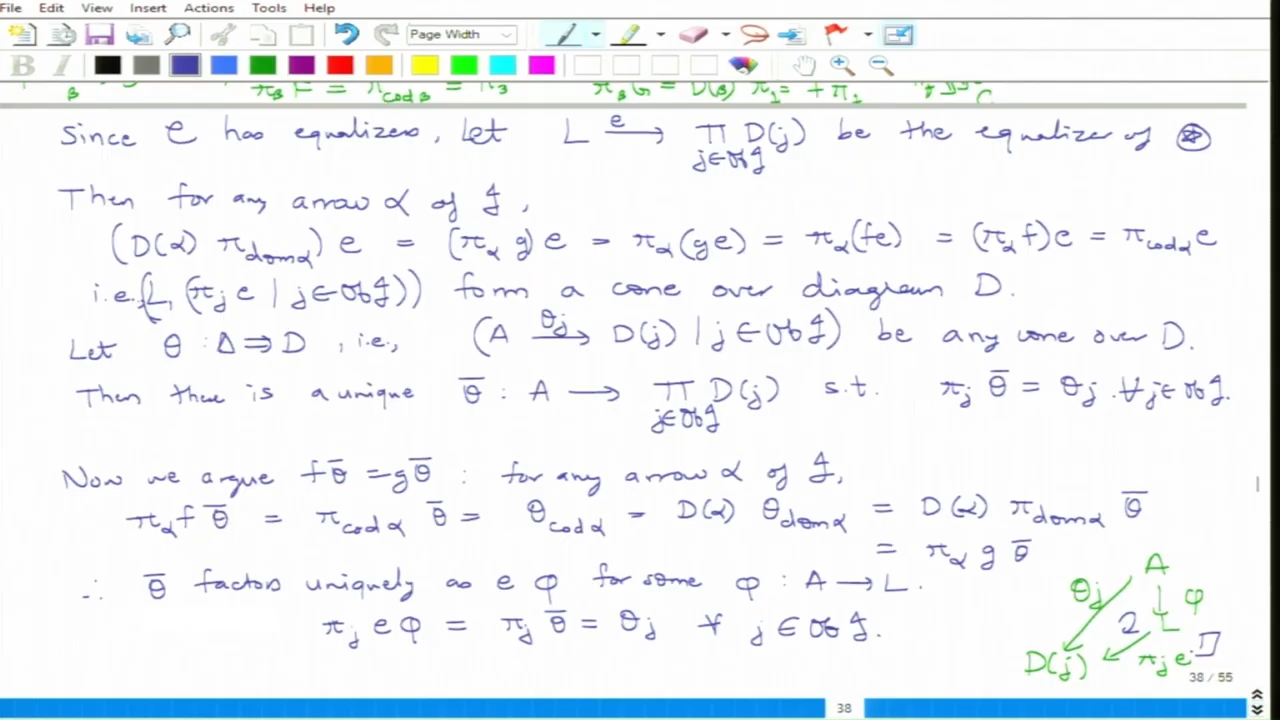 File Edit View Insert Actions Tools Help
Page Width
B I
Since C has equalizers, Let L —e→ ∏_{j∈ob J} D(j) be the equalizer of ⊛
Then for any arrow α of J,
(D(α) π_{dom α}) e = (π_α g) e = π_α (ge) = π_α (fe) = (π_α f) e = π_{cod α} e
i.e. (L, (π_j e | j∈ob J)) form a cone over diagram D.
Let θ : Δ ⇒ D, i.e., (A —θ_j→ D(j) | j∈ob J) be any cone over D.
Then there is a unique θ̄ : A → ∏_{j∈ob J} D(j) s.t. π_j θ̄ = θ_j . ∀ j∈ob J.
Now we argue f θ̄ = g θ̄ : for any arrow α of J,
π_α f θ̄ = π_{cod α} θ̄ = θ_{cod α} = D(α) θ_{dom α} = D(α) π_{dom α} θ̄
= π_α g θ̄
∴ θ̄ factors uniquely as e φ for some φ : A → L.
π_j e φ = π_j θ̄ = θ_j ∀ j ∈ ob J.
A
θ_j φ
2 L
D(j) π_j e
38 / 55
38